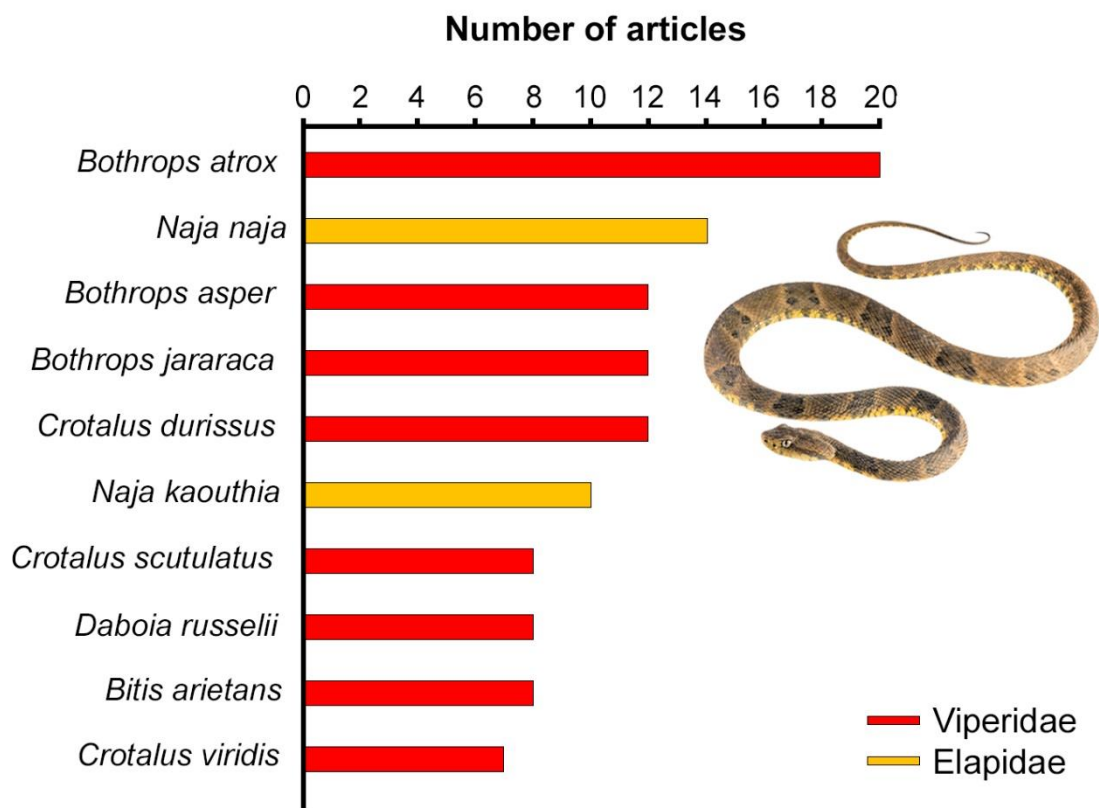 Number of articles
0 2 4 6 8 10 12 14 16 18 20
Bothrops atrox
Naja naja
Bothrops asper
Bothrops jararaca
Crotalus durissus
Naja kaouthia
Crotalus scutulatus
Daboia russelii
Bitis arietans
Crotalus viridis
Viperidae
Elapidae